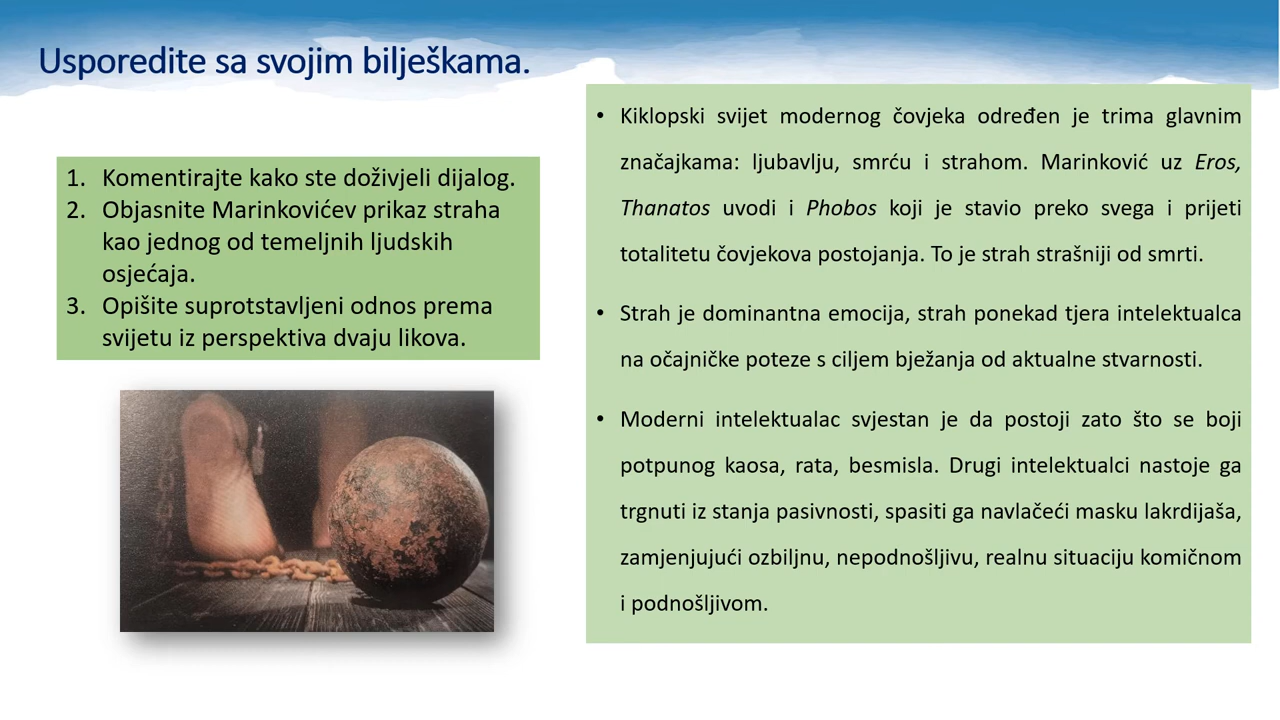 Usporedite sa svojim bilješkama.
1. Komentirajte kako ste doživjeli dijalog.
2. Objasnite Marinkovićev prikaz straha
kao jednog od temeljnih ljudskih
osjećaja.
3. Opišite suprotstavljeni odnos prema
svijetu iz perspektiva dvaju likova.
• Kiklopski svijet modernog čovjeka određen je trima glavnim
značajkama: ljubavlju, smrću i strahom. Marinković uz Eros,
Thanatos uvodi i Phobos koji je stavio preko svega i prijeti
totalitetu čovjekova postojanja. To je strah strašniji od smrti.
• Strah je dominantna emocija, strah ponekad tjera intelektualca
na očajničke poteze s ciljem bježanja od aktualne stvarnosti.
• Moderni intelektualac svjestan je da postoji zato što se boji
potpunog kaosa, rata, besmisla. Drugi intelektualci nastoje ga
trgnuti iz stanja pasivnosti, spasiti ga navlačeći masku lakrdijaša,
zamjenjujući ozbiljnu, nepodnošljivu, realnu situaciju komičnom
i podnošljivom.